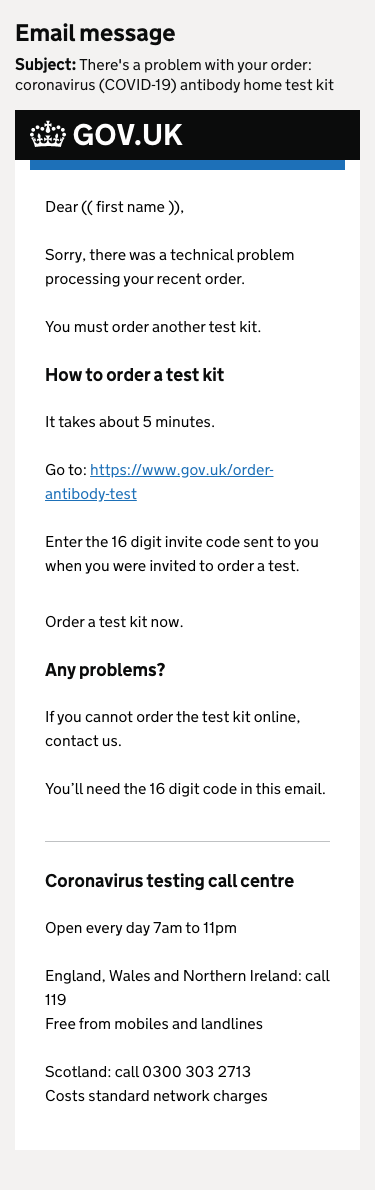 Email message
Subject: There's a problem with your order:
coronavirus (COVID-19) antibody home test kit
GOV.UK
Dear (( first name )),
Sorry, there was a technical problem
processing your recent order.
You must order another test kit.
How to order a test kit
It takes about 5 minutes.
Go to: https://www.gov.uk/order-
antibody-test
Enter the 16 digit invite code sent to you
when you were invited to order a test.
Order a test kit now.
Any problems?
If you cannot order the test kit online,
contact us.
You’ll need the 16 digit code in this email.
Coronavirus testing call centre
Open every day 7am to 11pm
England, Wales and Northern Ireland: call
119
Free from mobiles and landlines
Scotland: call 0300 303 2713
Costs standard network charges